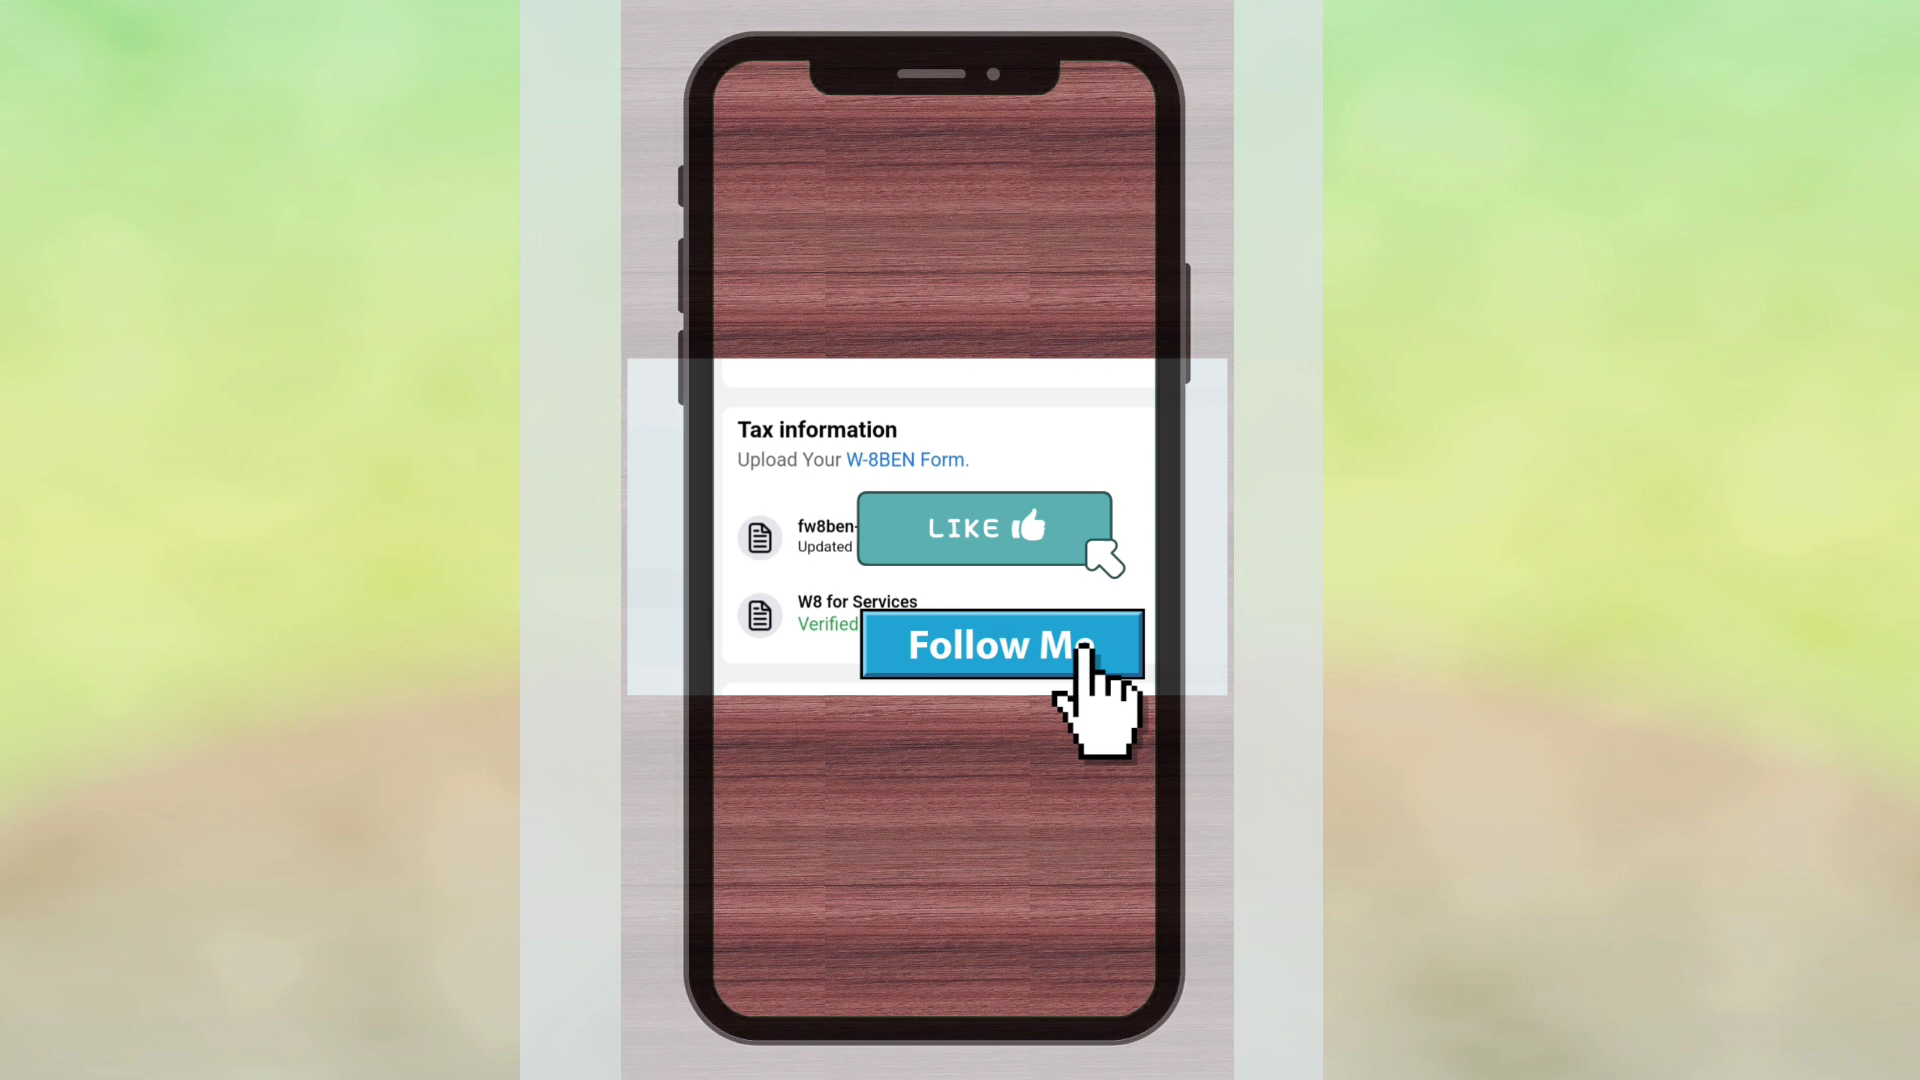 Tax information
Upload Your W-8BEN Form.
fw8ben-
Updated
LIKE
W8 for Services
Verified
Follow Me